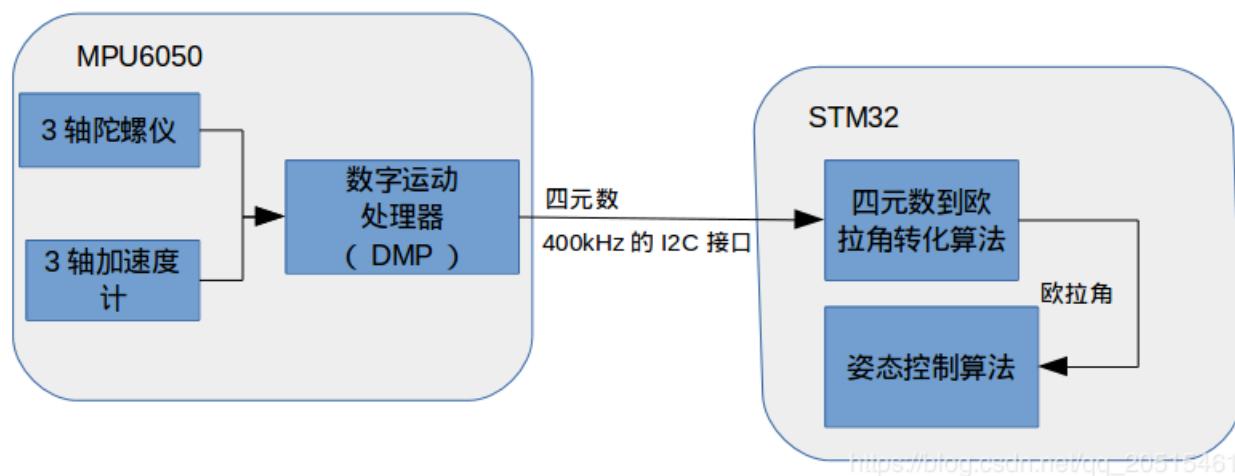 MPU6050
3 轴陀螺仪
3 轴加速度
计
数字运动
处理器
( DMP )
四元数
400kHz 的 I2C 接口
STM32
四元数到欧
拉角转化算法
欧拉角
姿态控制算法
https://blog.csdn.net/qq_20515461